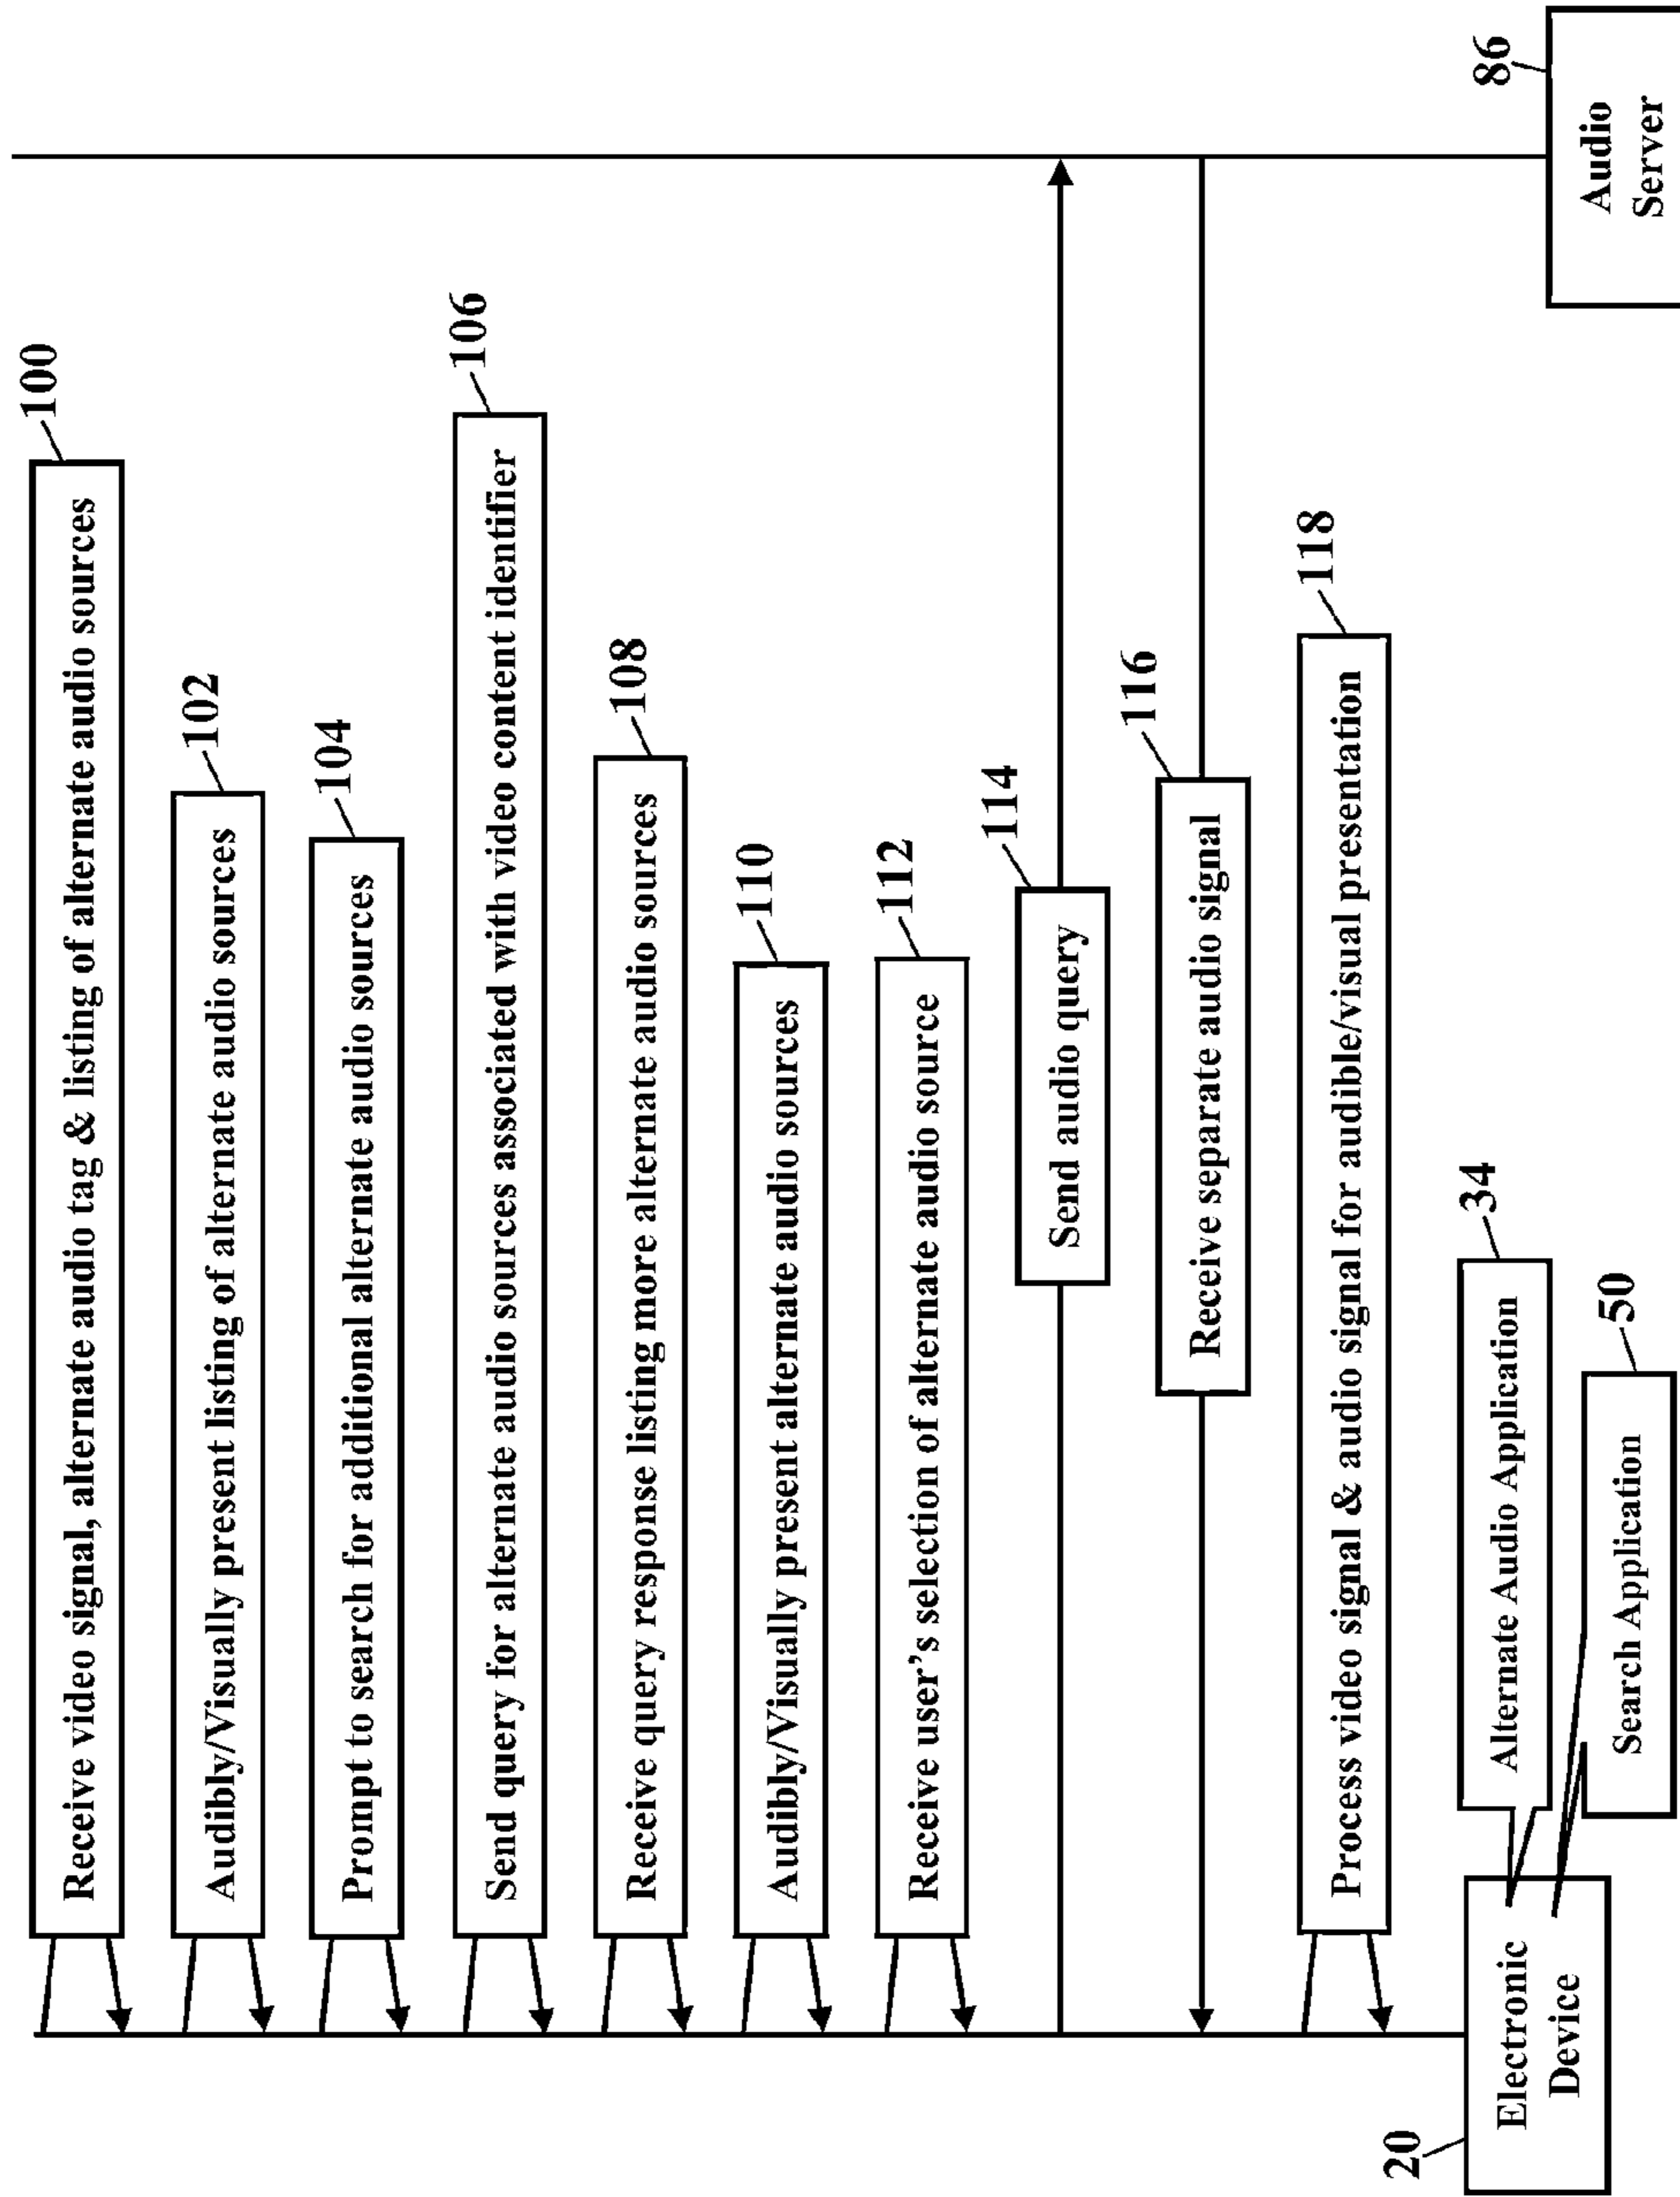 Receive video signal, alternate audio tag & listing of alternate audio sources
100
Audibly/Visually present listing of alternate audio sources
102
Prompt to search for additional alternate audio sources
104
Send query for alternate audio sources associated with video content identifier
106
Receive query response listing more alternate audio sources
108
Audibly/Visually present alternate audio sources
110
Receive user's selection of alternate audio source
112
Send audio query
114
Receive separate audio signal
116
Process video signal & audio signal for audible/visual presentation
118
20
Electronic
Device
Alternate Audio Application
34
Search Application
50
Audio
Server
86